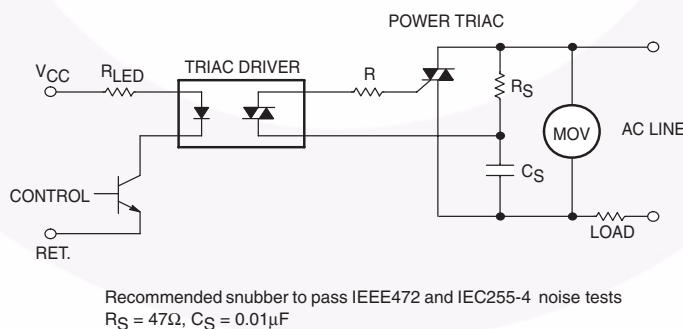 POWER TRIAC
VCC
RLED
TRIAC DRIVER
R
RS
MOV
AC LINE
CS
CONTROL
LOAD
RET.
Recommended snubber to pass IEEE472 and IEC255-4 noise tests
RS = 47Ω, CS = 0.01µF